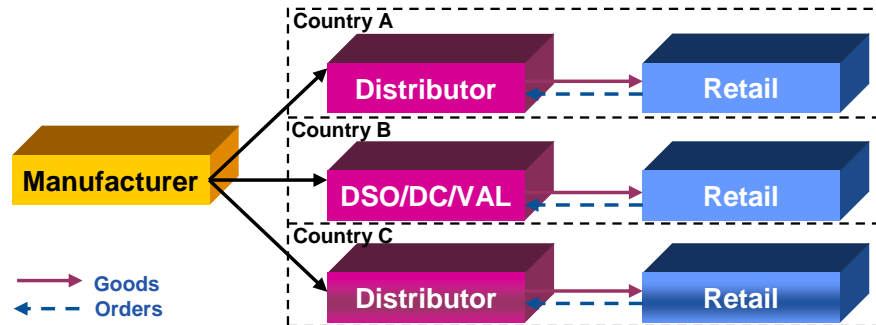 Country A
Distributor
Retail
Country B
Manufacturer
DSO/DC/VAL
Retail
Country C
Goods
Distributor
Retail
Orders